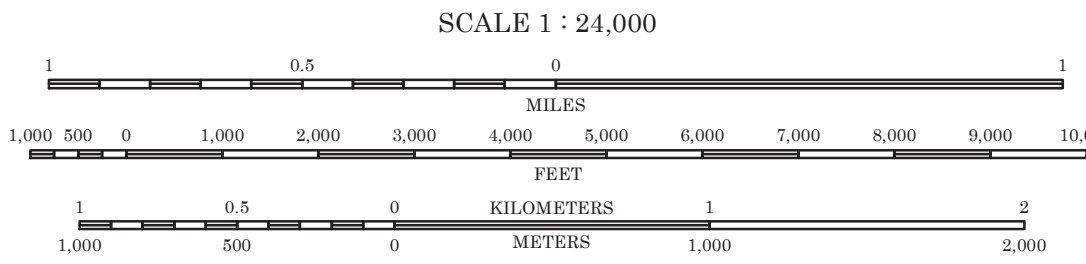 SCALE 1 : 24,000
1 0.5 0 1
MILES
1,000 500 0 1,000 2,000 3,000 4,000 5,000 6,000 7,000 8,000 9,000
FEET
1 0.5 0 KILOMETERS 1 2
1,000 500 0 METERS 1,000 2,000